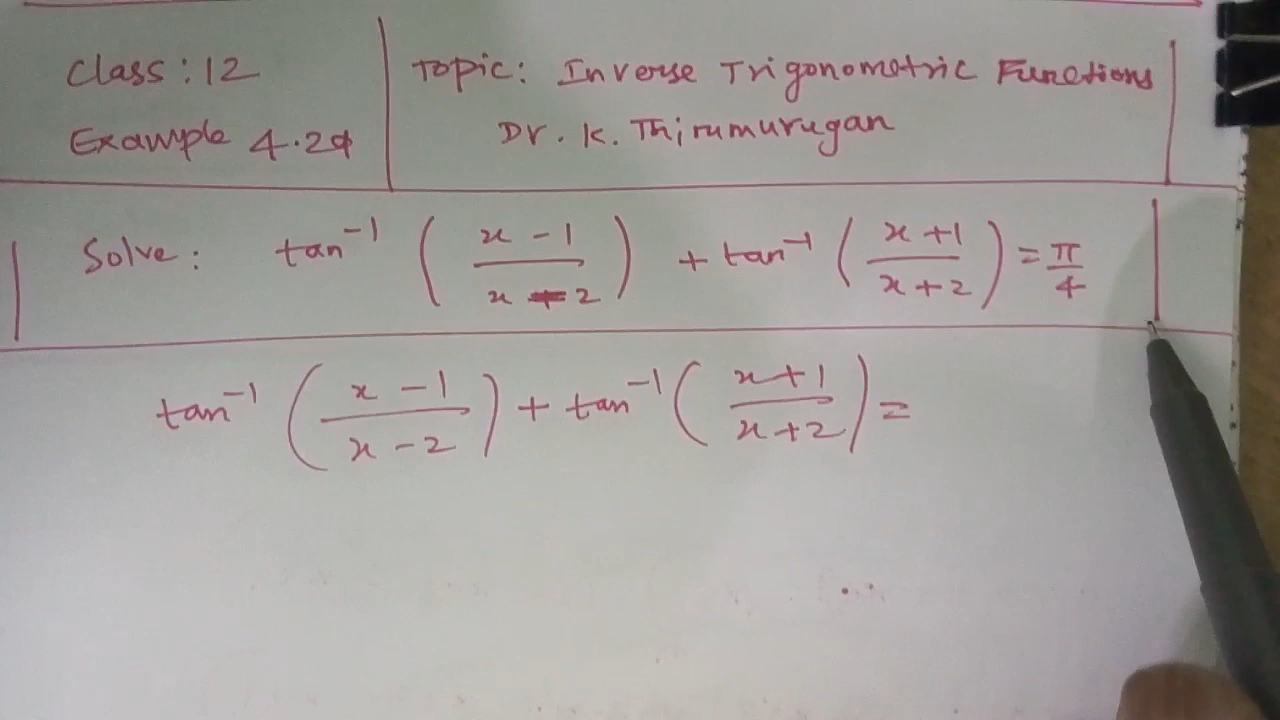 Class: 12
Example 4.29
Topic: Inverse Trigonometric Functions
Dr. K. Thirumurugan
Solve: tan⁻¹ ( x - 1 / x - 2 ) + tan⁻¹ ( x + 1 / x + 2 ) = π/4
tan⁻¹ ( x - 1 / x - 2 ) + tan⁻¹ ( x + 1 / x + 2 ) =